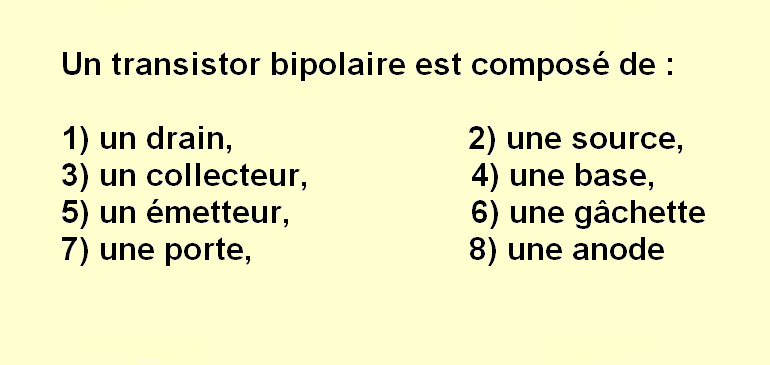 Un transistor bipolaire est composé de :
1) un drain, 2) une source,
3) un collecteur, 4) une base,
5) un émetteur, 6) une gâchette
7) une porte, 8) une anode